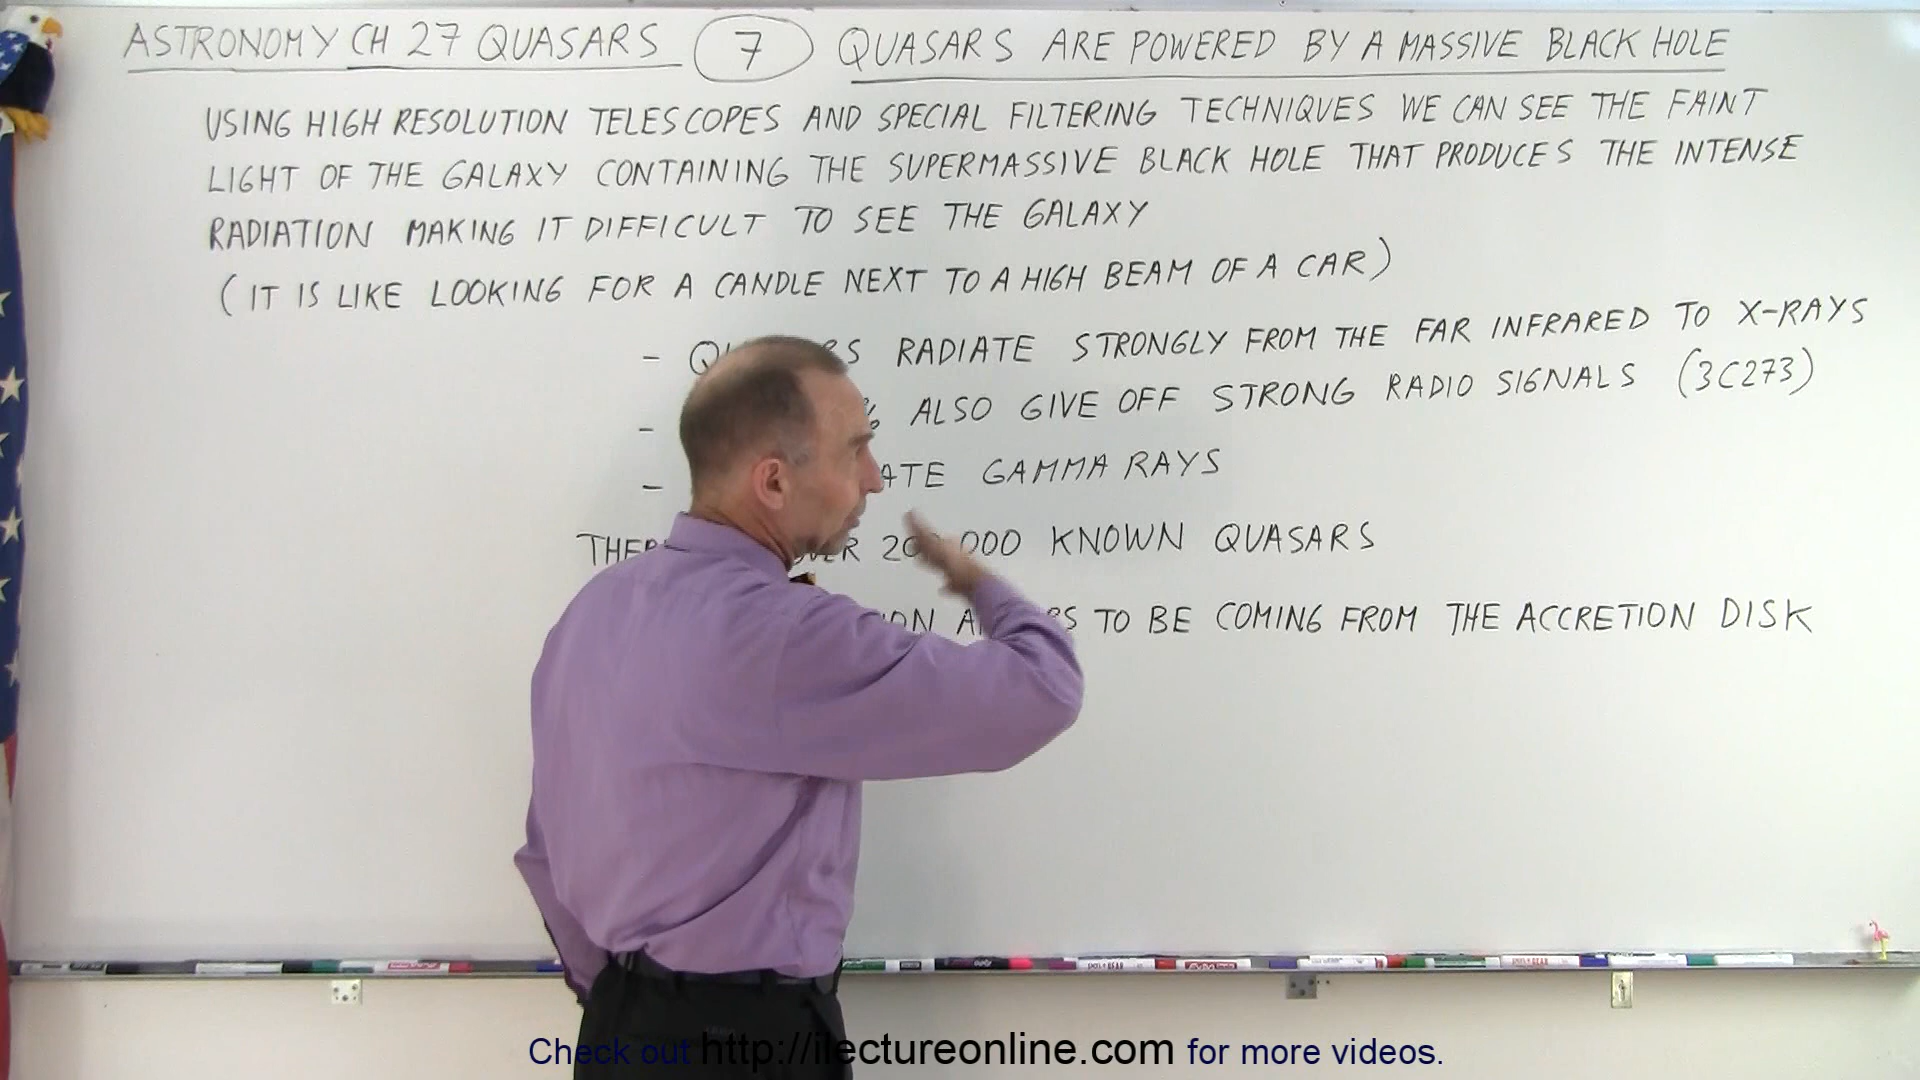 ASTRONOMY CH 27 QUASARS 7 QUASARS ARE POWERED BY A MASSIVE BLACK HOLE
USING HIGH RESOLUTION TELESCOPES AND SPECIAL FILTERING TECHNIQUES WE CAN SEE THE FAINT
LIGHT OF THE GALAXY CONTAINING THE SUPERMASSIVE BLACK HOLE THAT PRODUCES THE INTENSE
RADIATION MAKING IT DIFFICULT TO SEE THE GALAXY
(IT IS LIKE LOOKING FOR A CANDLE NEXT TO A HIGH BEAM OF A CAR)
- RADIATE STRONGLY FROM THE FAR INFRARED TO X-RAYS
- % ALSO GIVE OFF STRONG RADIO SIGNALS (3C273)
- GAMMA RAYS
KNOWN QUASARS
TO BE COMING FROM THE ACCRETION DISK
Check out http://ilectureonline.com for more videos.